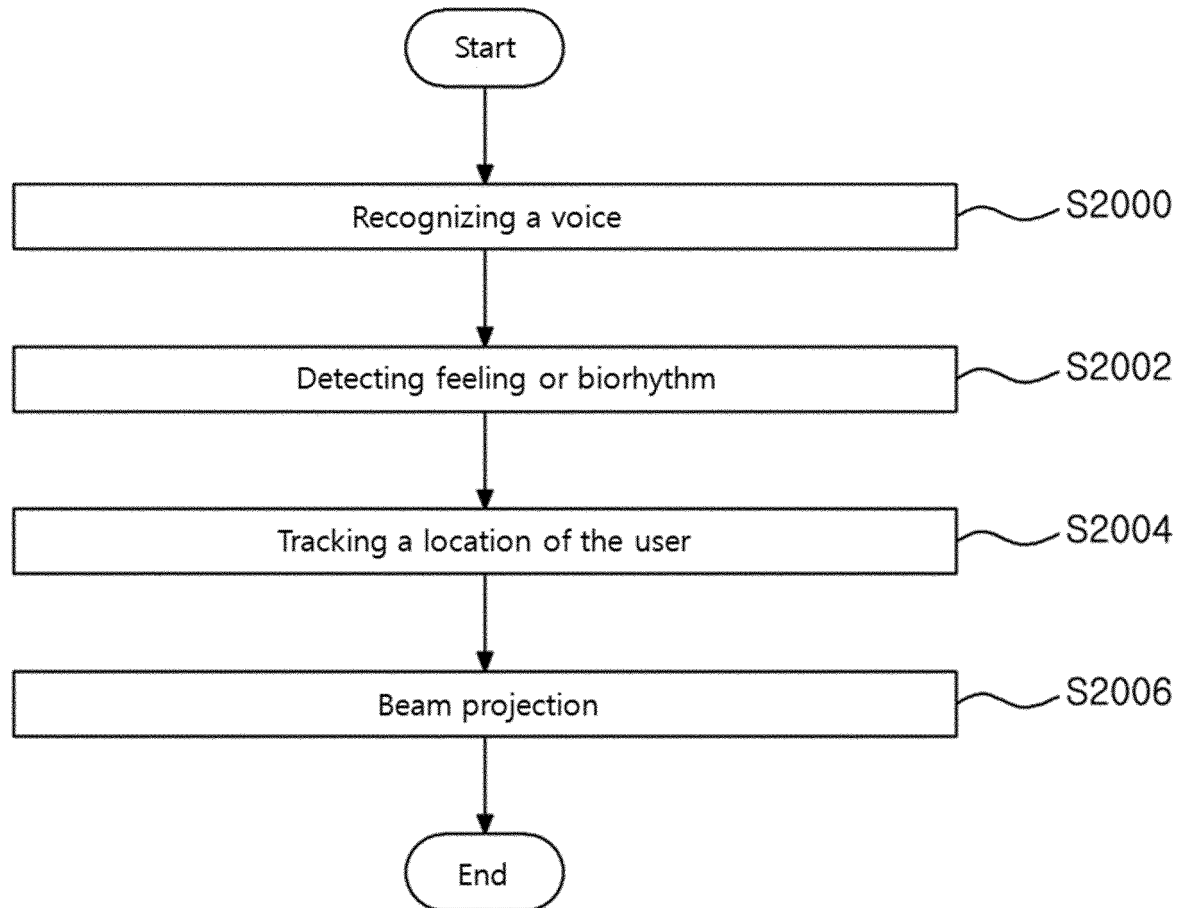 Start
Recognizing a voice
S2000
Detecting feeling or biorhythm
S2002
Tracking a location of the user
S2004
Beam projection
S2006
End